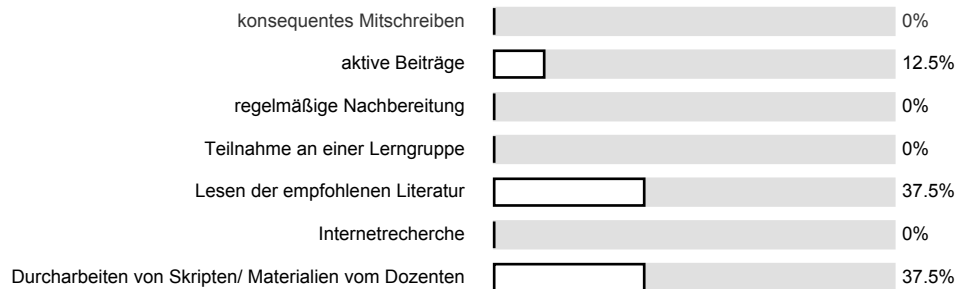 konsequentes Mitschreiben 0%
aktive Beiträge 12.5%
regelmäßige Nachbereitung 0%
Teilnahme an einer Lerngruppe 0%
Lesen der empfohlenen Literatur 37.5%
Internetrecherche 0%
Durcharbeiten von Skripten/ Materialien vom Dozenten 37.5%